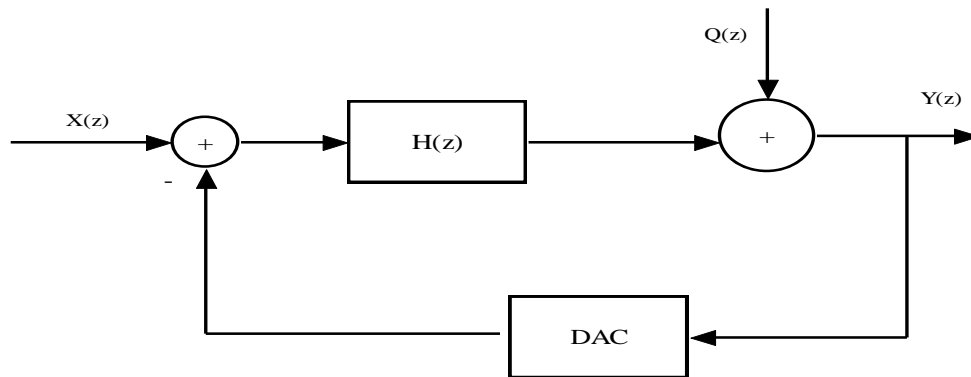 Q(z)
Y(z)
X(z)
+
H(z)
+
-
DAC